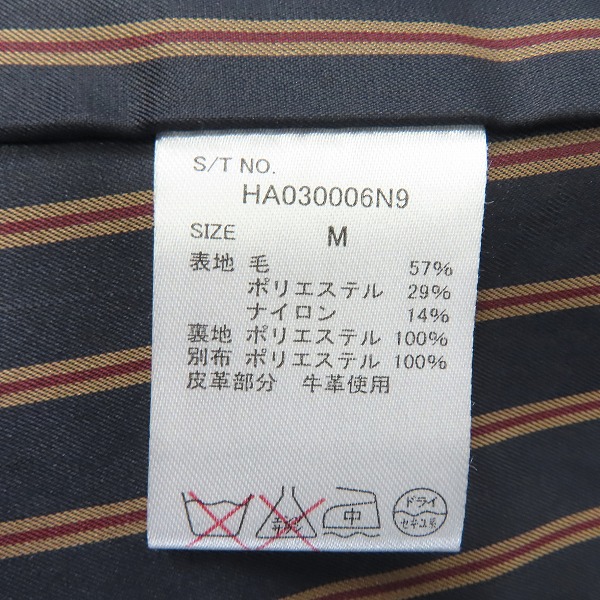 S/T NO.
HA030006N9
SIZE M
表地 毛 57%
ポリエステル 29%
ナイロン 14%
裏地 ポリエステル 100%
別布 ポリエステル 100%
皮革部分 牛革使用
中
ドライ
セキユ系